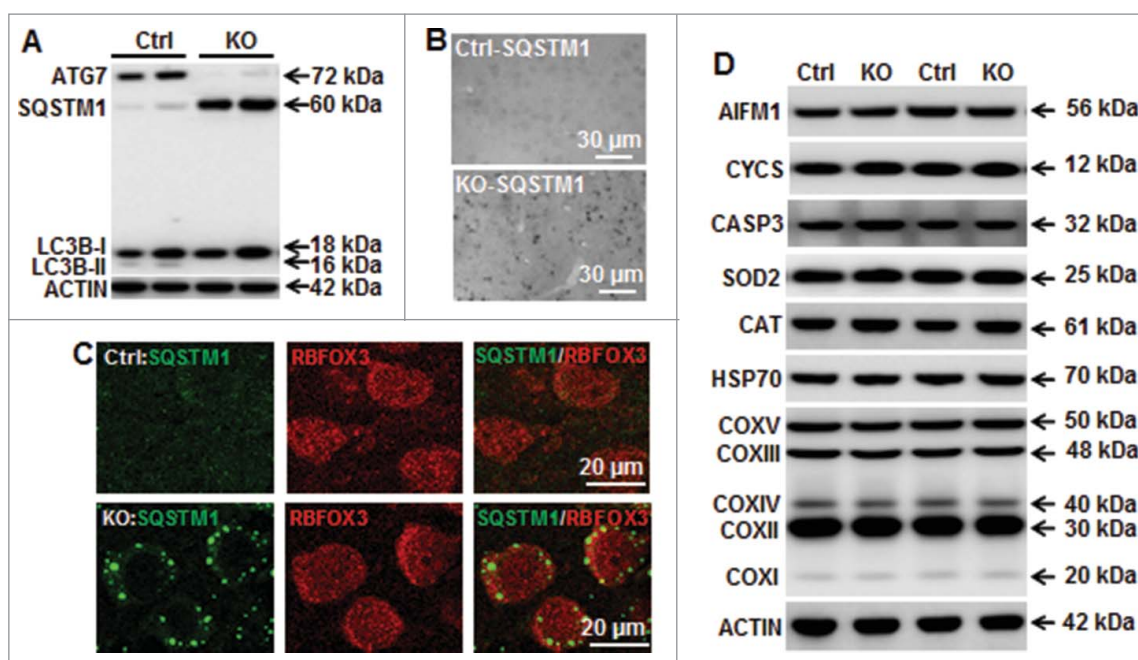 A
Ctrl KO
ATG7 72 kDa
SQSTM1 60 kDa
LC3B-I 18 kDa
LC3B-II 16 kDa
ACTIN 42 kDa
B
Ctrl-SQSTM1
30 µm
KO-SQSTM1
30 µm
C
Ctrl:SQSTM1 RBFOX3 SQSTM1/RBFOX3
20 µm
KO:SQSTM1 RBFOX3 SQSTM1/RBFOX3
20 µm
D
Ctrl KO Ctrl KO
AIFM1 56 kDa
CYCS 12 kDa
CASP3 32 kDa
SOD2 25 kDa
CAT 61 kDa
HSP70 70 kDa
COXV 50 kDa
COXIII 48 kDa
COXIV 40 kDa
COXII 30 kDa
COXI 20 kDa
ACTIN 42 kDa